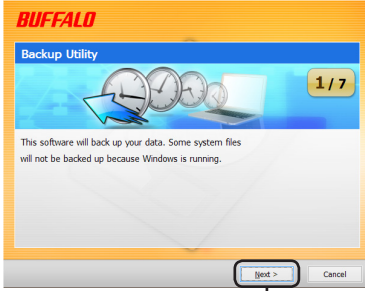 BUFFALO
Backup Utility
1/7
This software will back up your data. Some system files
will not be backed up because Windows is running.
Next >
Cancel